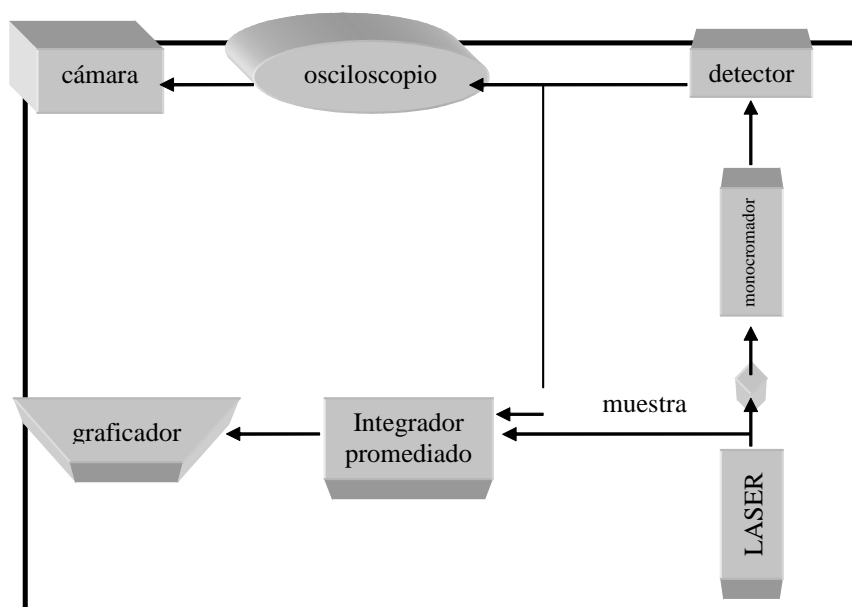 cámara
osciloscopio
detector
monocromador
muestra
graficador
Integrador
promediado
LASER